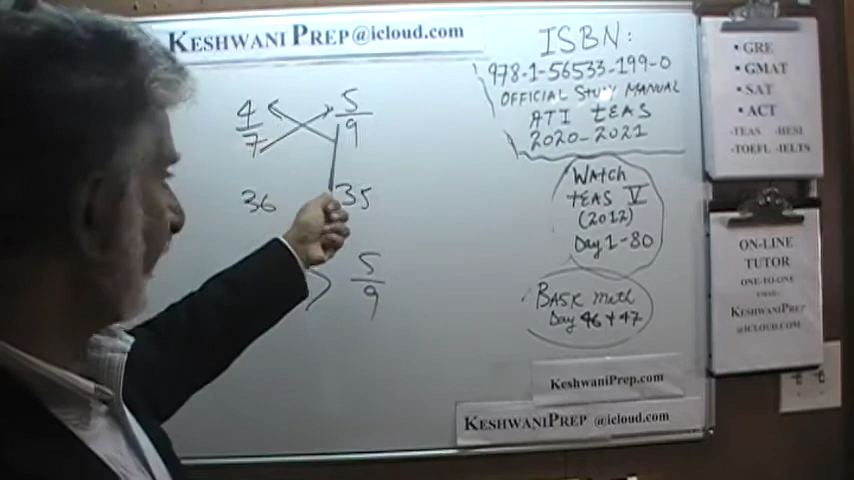 KESHWANI PREP@icloud.com
4/7 5/9
36 35
> 5/9
ISBN:
978-1-56533-199-0
OFFICIAL STUDY MANUAL
ATI tEAS
2020-2021
WATCH
tEAS V
(2012)
Day 1-80
BASIC Math
Day 46 + 47
KESHWANIPREP.COM
KESHWANIPREP @icloud.com
• GRE
• GMAT
• SAT
• ACT
-TEAS -HESI
-TOEFL -IELTS
ON-LINE
TUTOR
ONE-TO-ONE
EMAIL:
KESHWANIPREP
@ICLOUD.COM